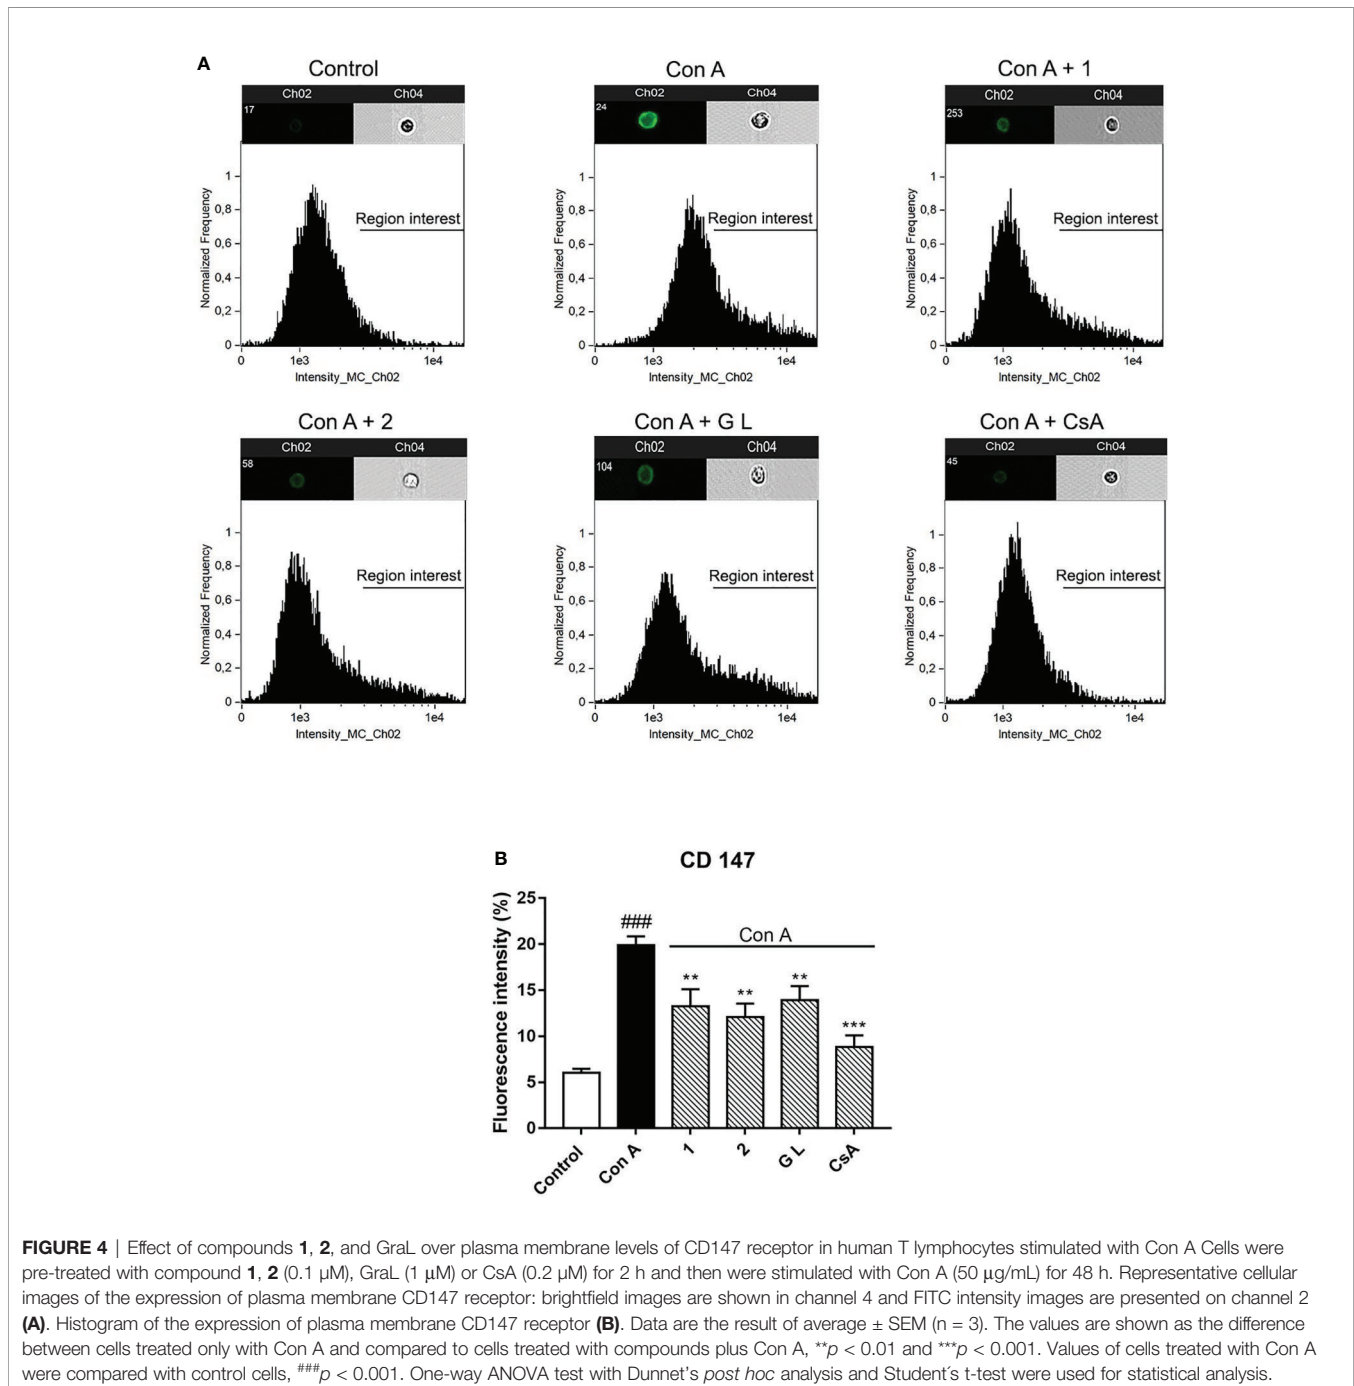 A
Control
Ch02 Ch04
17
Normalized Frequency
1
0,8
0,6
0,4
0,2
0
Region interest
0 1e3 1e4
Intensity_MC_Ch02
Con A
Ch02 Ch04
24
Normalized Frequency
1
0,8
0,6
0,4
0,2
0
Region interest
0 1e3 1e4
Intensity_MC_Ch02
Con A + 1
Ch02 Ch04
253
Normalized Frequency
1
0,8
0,6
0,4
0,2
0
Region interest
0 1e3 1e4
Intensity_MC_Ch02
Con A + 2
Ch02 Ch04
58
Normalized Frequency
1
0,8
0,6
0,4
0,2
0
Region interest
0 1e3 1e4
Intensity_MC_Ch02
Con A + G L
Ch02 Ch04
104
Normalized Frequency
1
0,8
0,6
0,4
0,2
0
Region interest
0 1e3 1e4
Intensity_MC_Ch02
Con A + CsA
Ch02 Ch04
45
Normalized Frequency
1
0,8
0,6
0,4
0,2
0
Region interest
0 1e3 1e4
Intensity_MC_Ch02
B
CD 147
Fluorescence intensity (%)
25
20
15
10
5
0
###
Con A
** ** ** ***
Control Con A 1 2 G L CsA
FIGURE 4 | Effect of compounds 1, 2, and GraL over plasma membrane levels of CD147 receptor in human T lymphocytes stimulated with Con A Cells were
pre-treated with compound 1, 2 (0.1 µM), GraL (1 µM) or CsA (0.2 µM) for 2 h and then were stimulated with Con A (50 µg/mL) for 48 h. Representative cellular
images of the expression of plasma membrane CD147 receptor: brightfield images are shown in channel 4 and FITC intensity images are presented on channel 2
(A). Histogram of the expression of plasma membrane CD147 receptor (B). Data are the result of average ± SEM (n = 3). The values are shown as the difference
between cells treated only with Con A and compared to cells treated with compounds plus Con A, **p < 0.01 and ***p < 0.001. Values of cells treated with Con A
were compared with control cells, ###p < 0.001. One-way ANOVA test with Dunnet's post hoc analysis and Student´s t-test were used for statistical analysis.